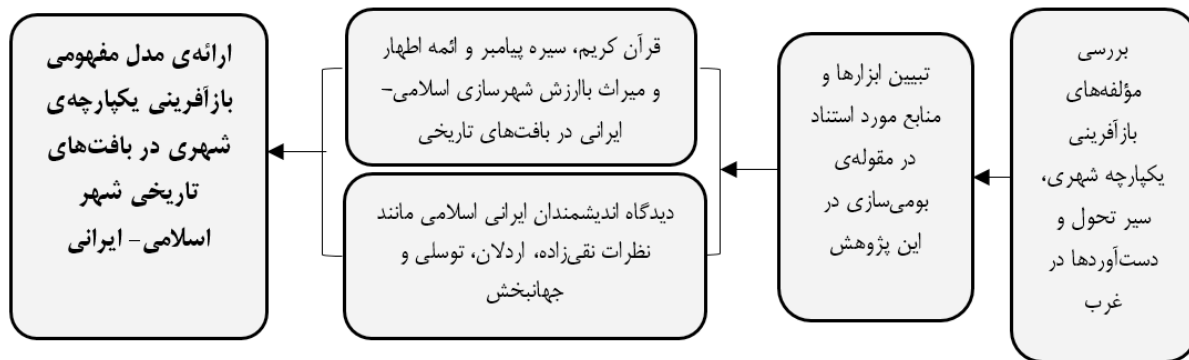 بررسی
مؤلفه‌های
بازآفرینی
یکپارچه شهری،
سیر تحول و
دست‌آوردها در
غرب
تبیین ابزارها و
منابع مورد استناد
در مقوله‌ی
بومی‌سازی در
این پژوهش
قرآن کریم، سیره پیامبر و ائمه اطهار
و میراث باارزش شهرسازی اسلامی-
ایرانی در بافت‌های تاریخی
دیدگاه اندیشمندان ایرانی اسلامی مانند
نظرات نقی‌زاده، اردلان، توسلی و
جهانبخش
ارائه‌ی مدل مفهومی
بازآفرینی یکپارچه‌ی
شهری در بافت‌های
تاریخی شهر
اسلامی- ایرانی